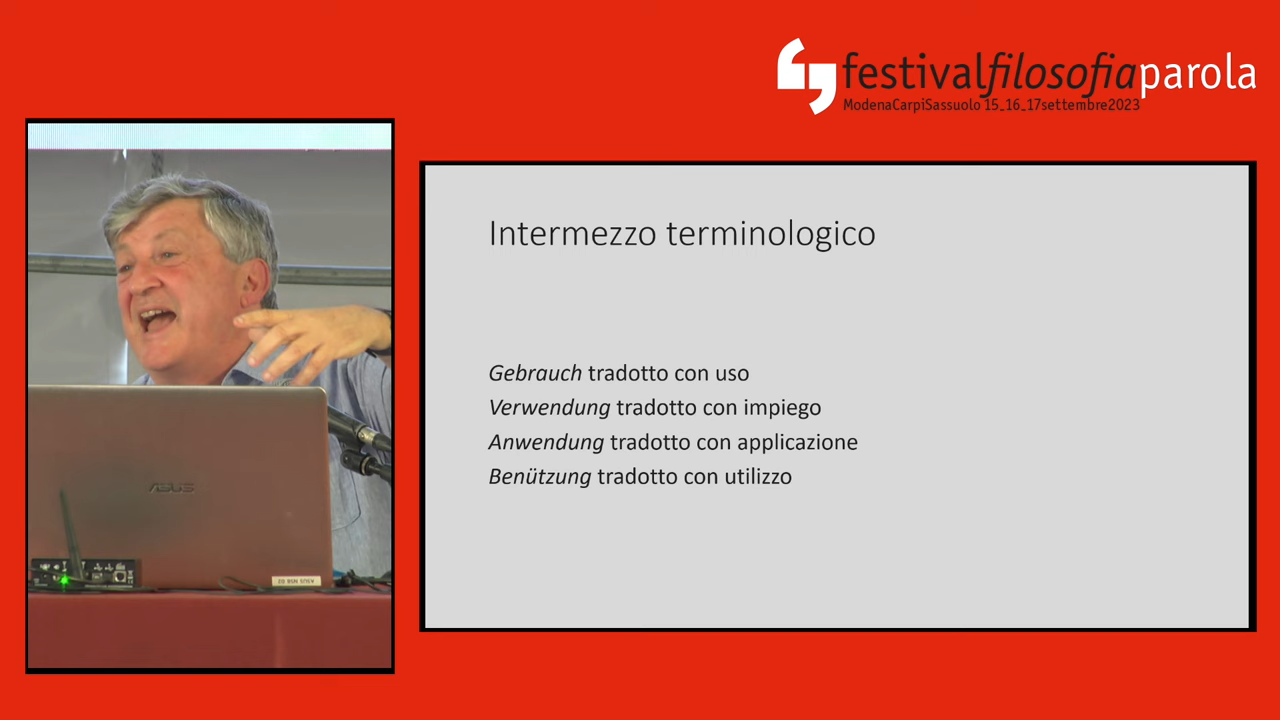 festivalfilosofiaparola
ModenaCarpiSassuolo 15_16_17settembre2023
Intermezzo terminologico
Gebrauch tradotto con uso
Verwendung tradotto con impiego
Anwendung tradotto con applicazione
Benützung tradotto con utilizzo
ASUS